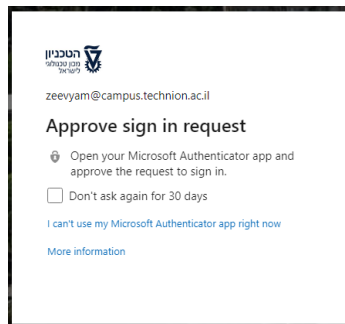 הטכניון
מכון טכנולוגי
לישראל
zeevyam@campus.technion.ac.il
Approve sign in request
Open your Microsoft Authenticator app and
approve the request to sign in.
Don't ask again for 30 days
I can't use my Microsoft Authenticator app right now
More information